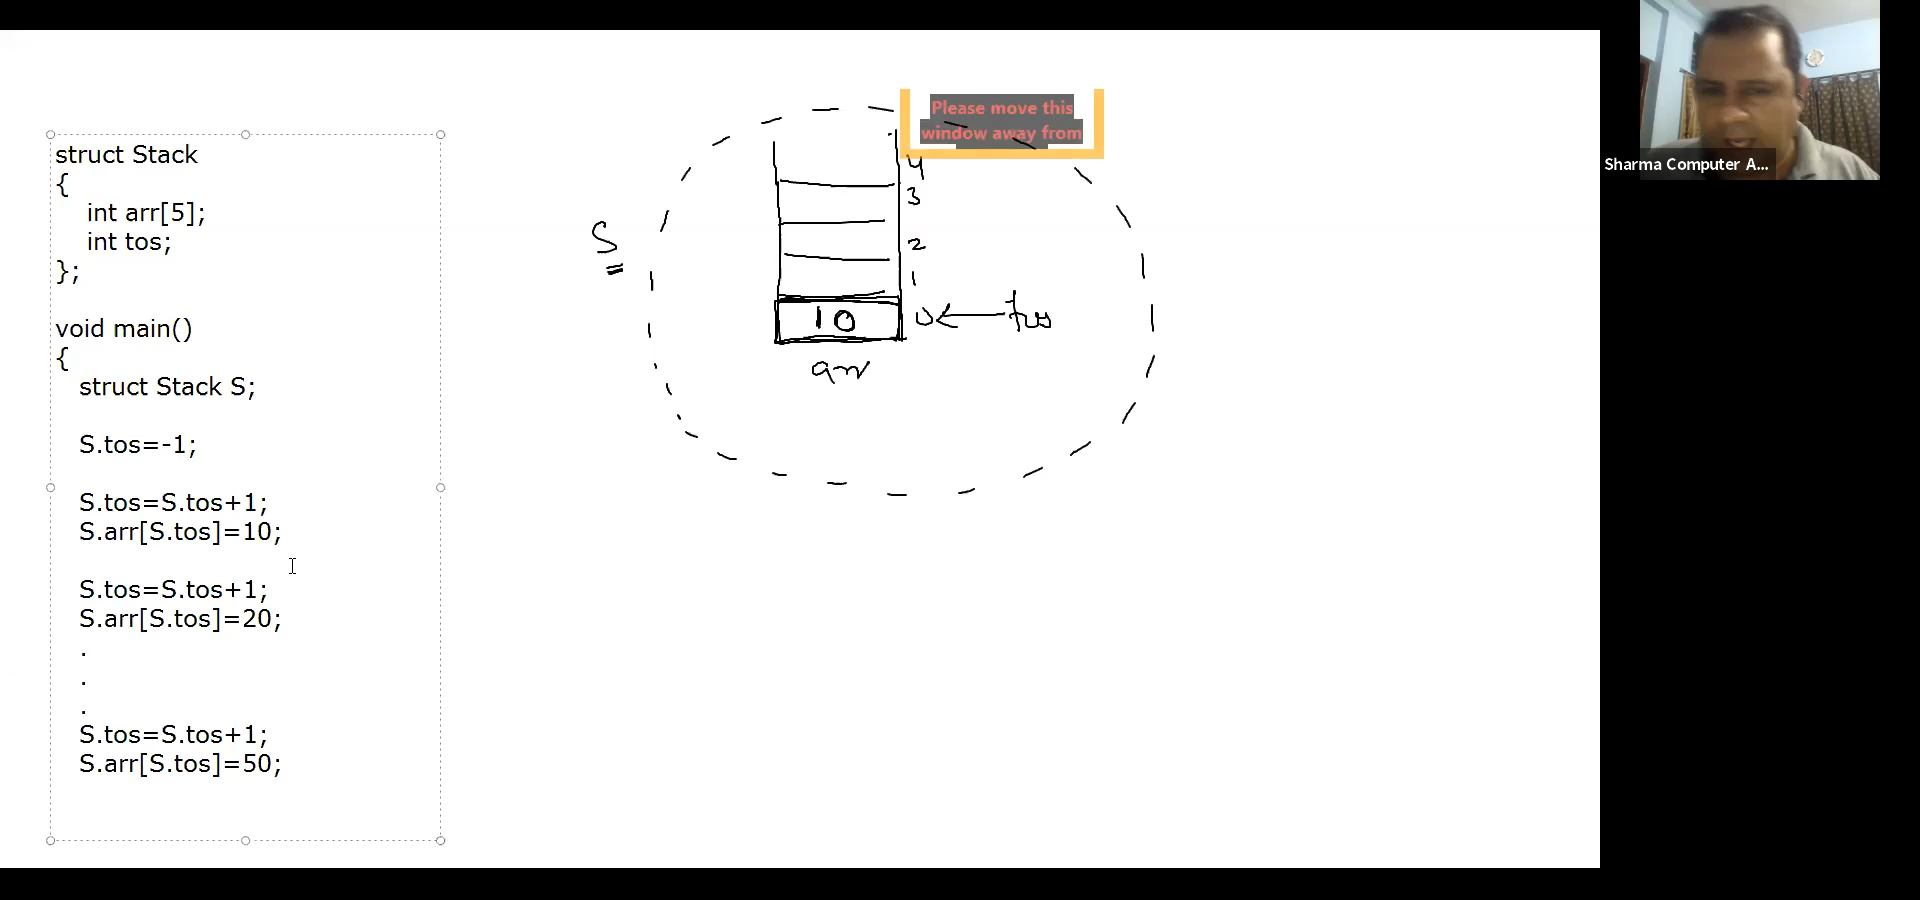 struct Stack
{
int arr[5];
int tos;
};
void main()
{
struct Stack S;
S.tos=-1;
S.tos=S.tos+1;
S.arr[S.tos]=10;
S.tos=S.tos+1;
S.arr[S.tos]=20;
.
.
.
S.tos=S.tos+1;
S.arr[S.tos]=50;
Please move this
window away from
S
4
3
2
1
0
10
tos
arr
Sharma Computer A...